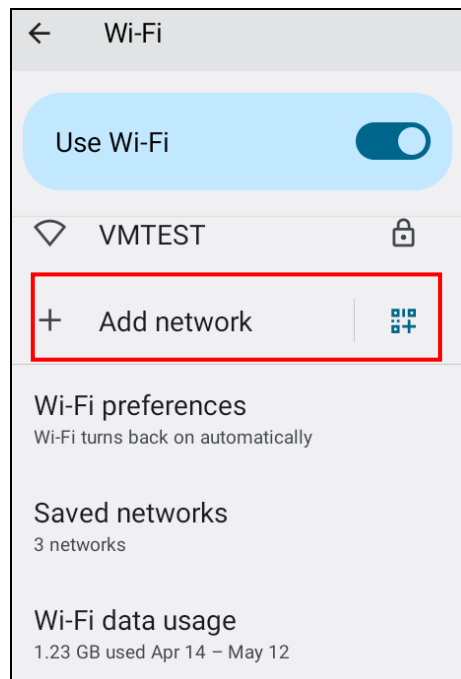 Wi-Fi
Use Wi-Fi
VMTEST
Add network
Wi-Fi preferences
Wi-Fi turns back on automatically
Saved networks
3 networks
Wi-Fi data usage
1.23 GB used Apr 14 – May 12